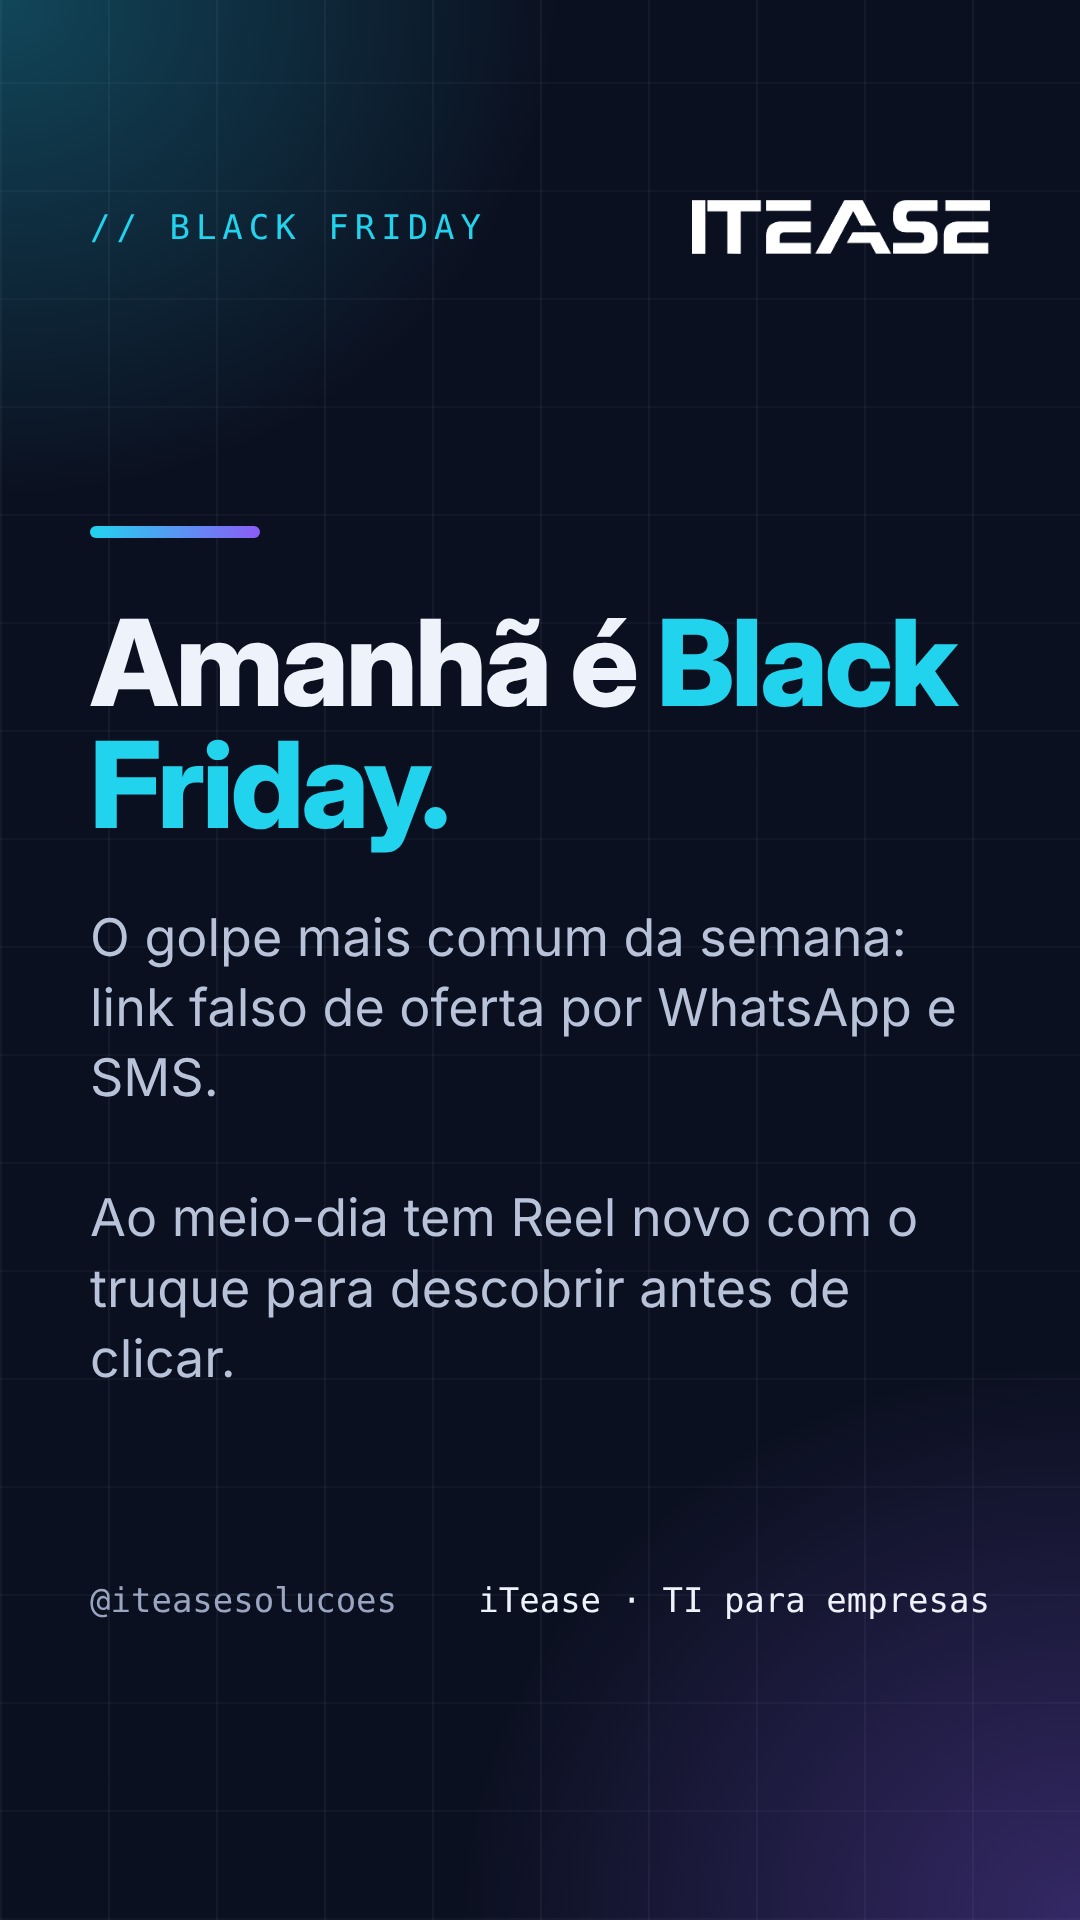 // BLACK FRIDAY
ITEASE
Amanhã é Black
Friday.
O golpe mais comum da semana:
link falso de oferta por WhatsApp e
SMS.
Ao meio-dia tem Reel novo com o
truque para descobrir antes de
clicar.
@iteasesolucoes
iTease · TI para empresas